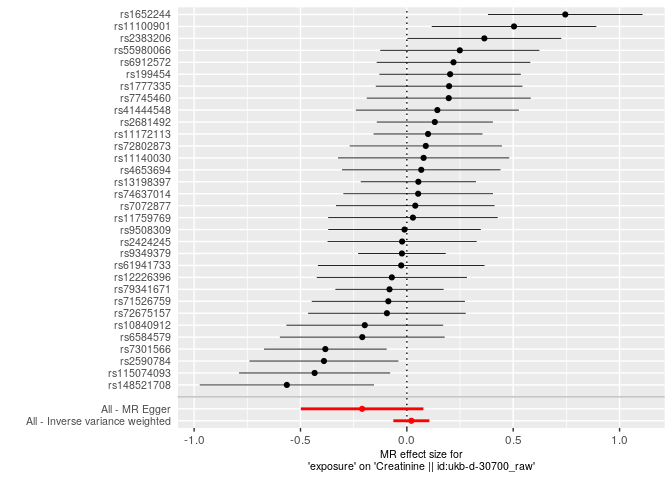 rs1652244
rs11100901
rs2383206
rs55980066
rs6912572
rs199454
rs1777335
rs7745460
rs41444548
rs2681492
rs11172113
rs72802873
rs11140030
rs4653694
rs13198397
rs74637014
rs7072877
rs11759769
rs9508309
rs2424245
rs9349379
rs61941733
rs12226396
rs79341671
rs71526759
rs72675157
rs10840912
rs6584579
rs7301566
rs2590784
rs115074093
rs148521708
All - MR Egger
All - Inverse variance weighted
-1.0 -0.5 0.0 0.5 1.0
MR effect size for
'exposure' on 'Creatinine || id:ukb-d-30700_raw'